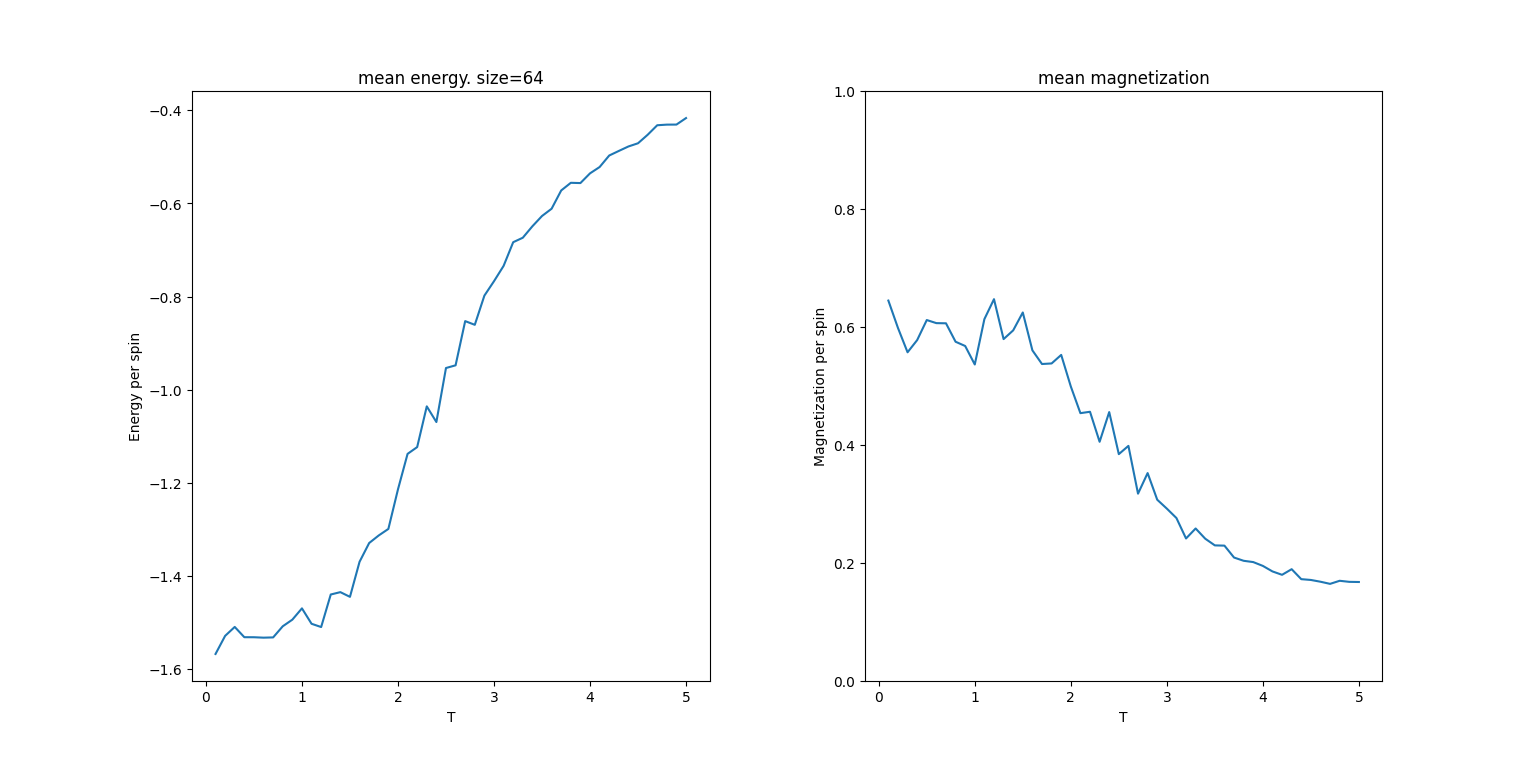 mean energy. size=64
Energy per spin
−0.4
−0.6
−0.8
−1.0
−1.2
−1.4
−1.6
0 1 2 3 4 5
T
mean magnetization
Magnetization per spin
1.0
0.8
0.6
0.4
0.2
0.0
0 1 2 3 4 5
T